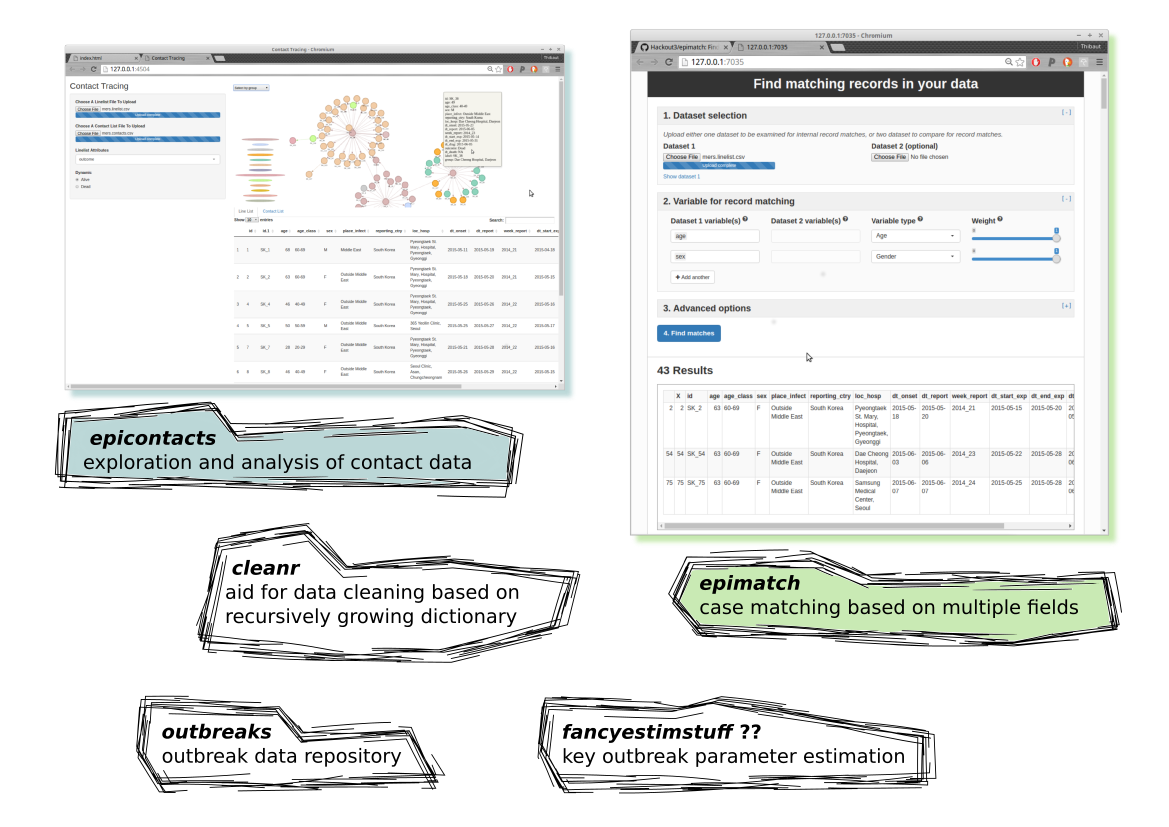 Contact Tracing - Chromium
index.html
Contact Tracing
Thibaut
127.0.0.1:4504
Contact Tracing
Choose A Linelist File To Upload
Choose File mers.linelist.csv
Upload complete
Choose A Contact List File To Upload
Choose File mers.contacts.csv
Upload complete
Linelist Attributes
outcome
Dynamic
Alive
Dead
Select by group
Line List
Contact List
Show 10 entries
Search:
id id.1 age age_class sex place_infect reporting_ctry loc_hosp dt_onset dt_report week_report dt_start_exp
1 1 SK_1 68 60-69 M Middle East South Korea Pyeongtaek St. Mary, Hospital, Pyeongtaek, Gyeonggi 2015-05-11 2015-05-19 2014_21 2015-04-18
2 2 SK_2 63 60-69 F Outside Middle East South Korea Pyeongtaek St. Mary, Hospital, Pyeongtaek, Gyeonggi 2015-05-18 2015-05-20 2014_21 2015-05-15
3 4 SK_4 46 40-49 F Outside Middle East South Korea Pyeongtaek St. Mary, Hospital, Pyeongtaek, Gyeonggi 2015-05-25 2015-05-26 2014_22 2015-05-16
4 5 SK_5 50 50-59 M Outside Middle East South Korea 365 Yeollin Clinic, Seoul 2015-05-25 2015-05-27 2014_22 2015-05-17
5 7 SK_7 28 20-29 F Outside Middle East South Korea Pyeongtaek St. Mary, Hospital, Pyeongtaek, Gyeonggi 2015-05-21 2015-05-28 2014_22 2015-05-16
6 8 SK_8 46 40-49 F Outside Middle East South Korea Seoul Clinic, Asan, Chungcheongnam 2015-05-26 2015-05-29 2014_22
epicontacts
exploration and analysis of contact data
127.0.0.1:7035 - Chromium
Hackout3/epimatch: Fin
127.0.0.1:7035
Thibaut
127.0.0.1:7035
Find matching records in your data
1. Dataset selection
[-]
Upload either one dataset to be examined for internal record matches, or two dataset to compare for record matches.
Dataset 1
Dataset 2 (optional)
Choose File mers.linelist.csv
Choose File No file chosen
Upload complete
Show dataset 1
2. Variable for record matching
[-]
Dataset 1 variable(s) Dataset 2 variable(s) Variable type Weight
0 1
age Age
0 1
sex Gender
+ Add another
3. Advanced options
[+]
4. Find matches
43 Results
X id age age_class sex place_infect reporting_ctry loc_hosp dt_onset dt_report week_report dt_start_exp dt_end_exp dt
2 2 SK_2 63 60-69 F Outside Middle East South Korea Pyeongtaek St. Mary, Hospital, Pyeongtaek, Gyeonggi 2015-05-18 2015-05-20 2014_21 2015-05-15 2015-05-20
54 54 SK_54 63 60-69 F Outside Middle East South Korea Dae Cheong Hospital, Daejeon 2015-06-03 2015-06-06 2014_23 2015-05-22 2015-05-28
75 75 SK_75 63 60-69 F Outside Middle East South Korea Samsung Medical Center, Seoul 2015-06-07 2015-06-07 2014_24 2015-05-25 2015-05-28
cleanr
aid for data cleaning based on
recursively growing dictionary
epimatch
case matching based on multiple fields
outbreaks
outbreak data repository
fancyestimstuff ??
key outbreak parameter estimation